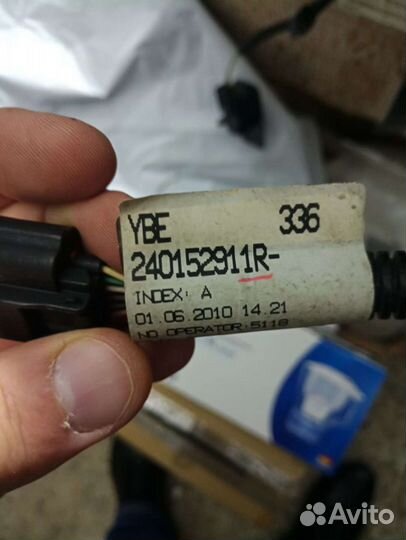 YBE 336
240152911R-
INDEX: A
01.06.2010 14.21
NO OPERATOR:5118
Avito